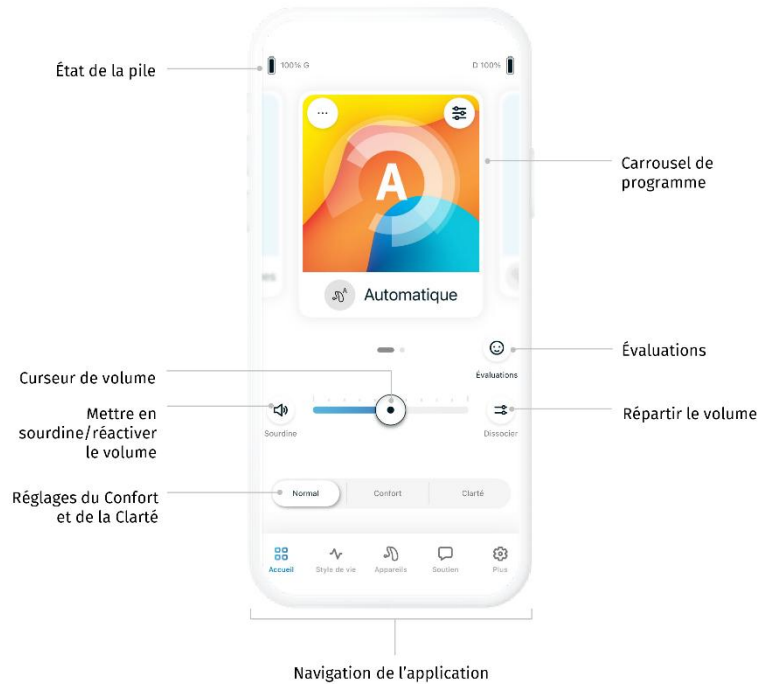 État de la pile
100% G
D 100%
Carrousel de
programme
A
A
Automatique
Évaluations
Évaluations
Curseur de volume
Mettre en
sourdine/réactiver
le volume
Sourdine
Dissocier
Répartir le volume
Réglages du Confort
et de la Clarté
Normal
Confort
Clarté
Accueil
Style de vie
Appareils
Soutien
Plus
Navigation de l'application